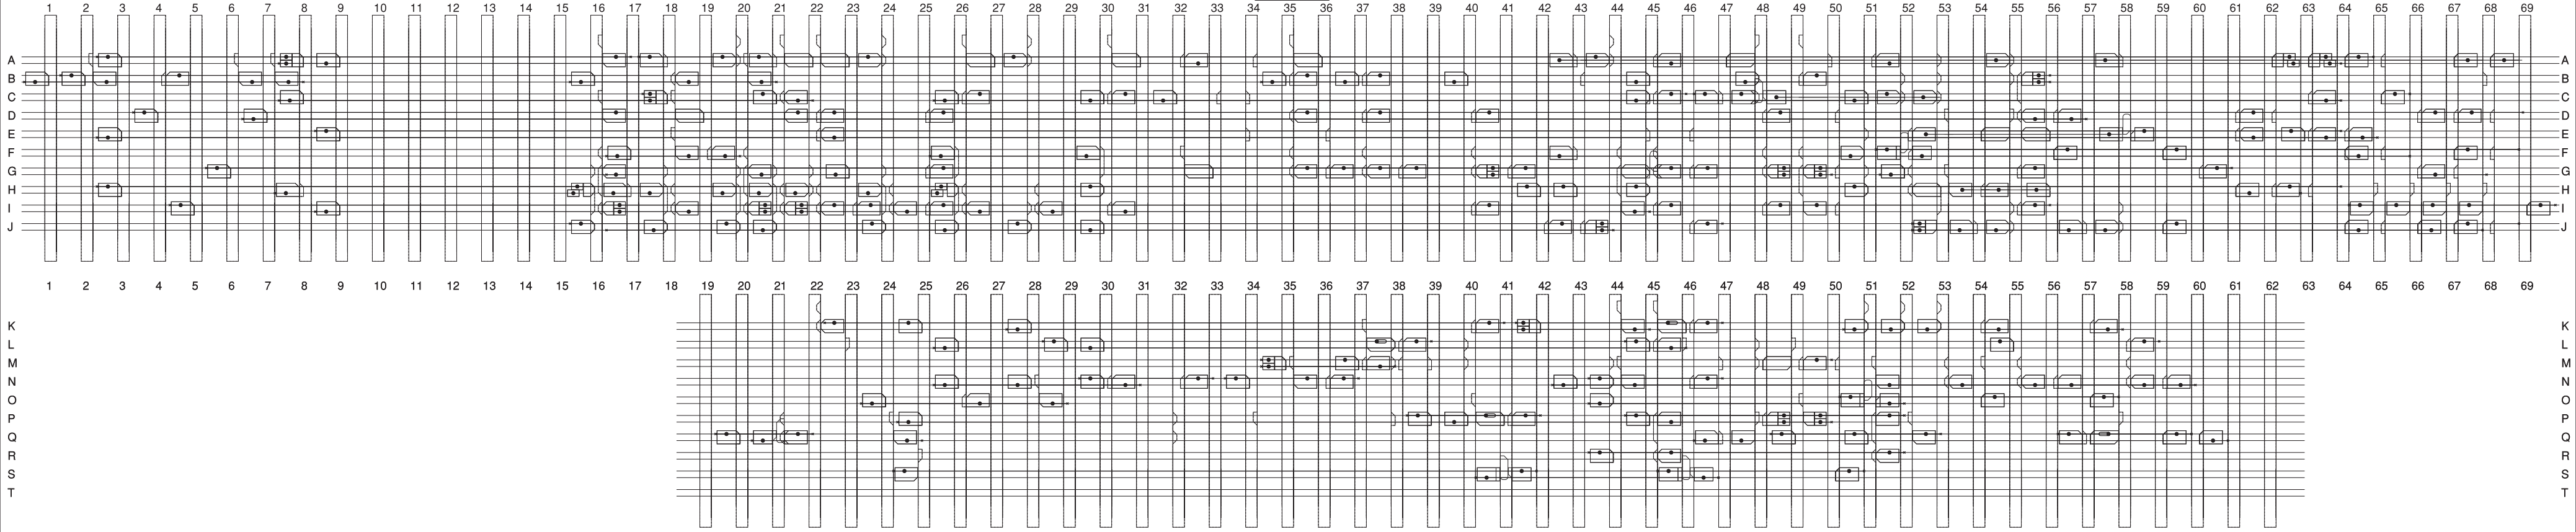 1 2 3 4 5 6 7 8 9 10 11 12 13 14 15 16 17 18 19 20 21 22 23 24 25 26 27 28 29 30 31 32 33 34 35 36 37 38 39 40 41 42 43 44 45 46 47 48 49 50 51 52 53 54 55 56 57 58 59 60 61 62 63 64 65 66 67 68 69
A A
B B
C C
D D
E E
F F
G G
H H
I I
J J
1 2 3 4 5 6 7 8 9 10 11 12 13 14 15 16 17 18 19 20 21 22 23 24 25 26 27 28 29 30 31 32 33 34 35 36 37 38 39 40 41 42 43 44 45 46 47 48 49 50 51 52 53 54 55 56 57 58 59 60 61 62 63 64 65 66 67 68 69
K K
L L
M M
N N
O O
P P
Q Q
R R
S S
T T